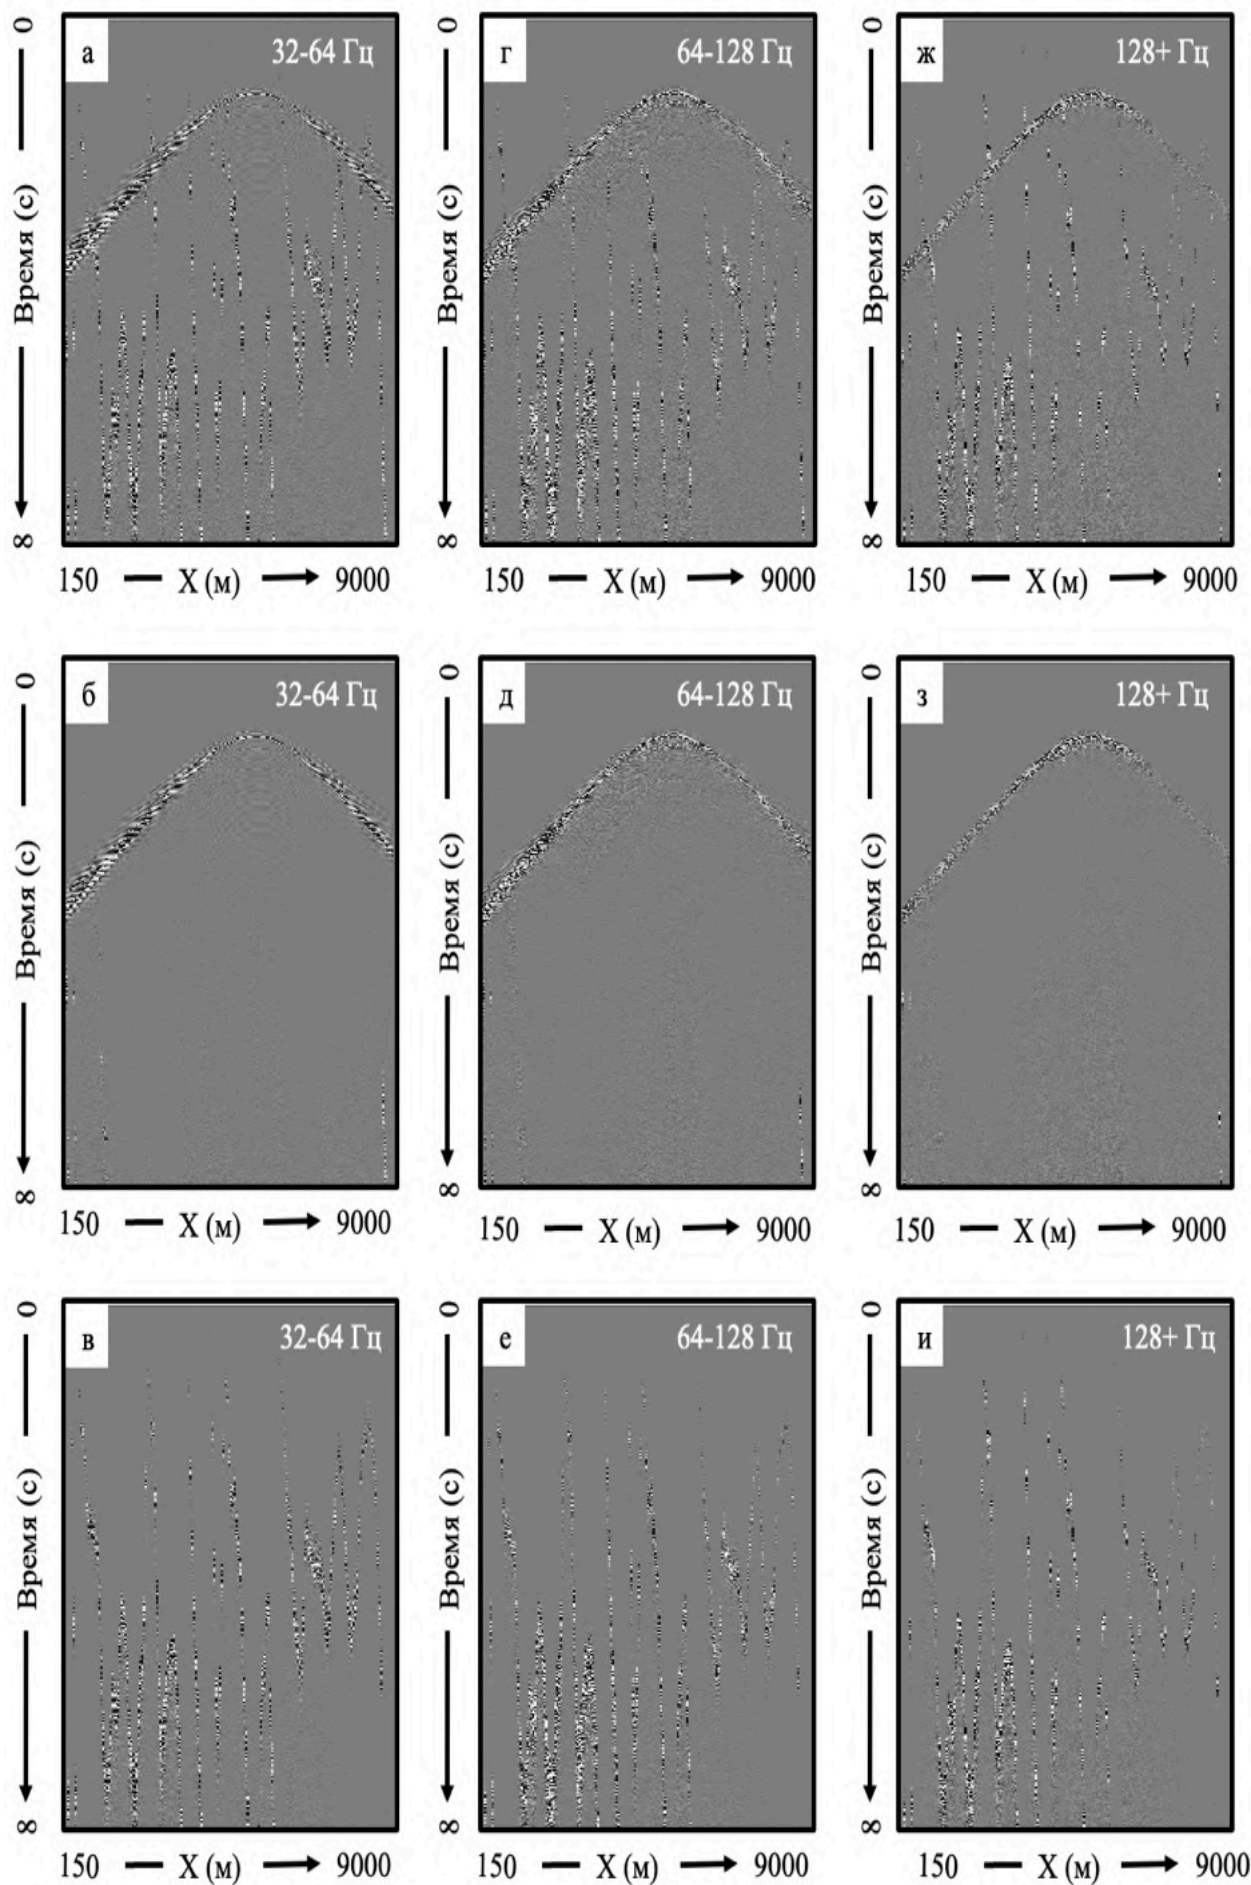 а
32-64 Гц
0
Время (с)
8
150
X (м)
9000
г
64-128 Гц
0
Время (с)
8
150
X (м)
9000
ж
128+ Гц
0
Время (с)
8
150
X (м)
9000
б
32-64 Гц
0
Время (с)
8
150
X (м)
9000
д
64-128 Гц
0
Время (с)
8
150
X (м)
9000
з
128+ Гц
0
Время (с)
8
150
X (м)
9000
в
32-64 Гц
0
Время (с)
8
150
X (м)
9000
е
64-128 Гц
0
Время (с)
8
150
X (м)
9000
и
128+ Гц
0
Время (с)
8
150
X (м)
9000